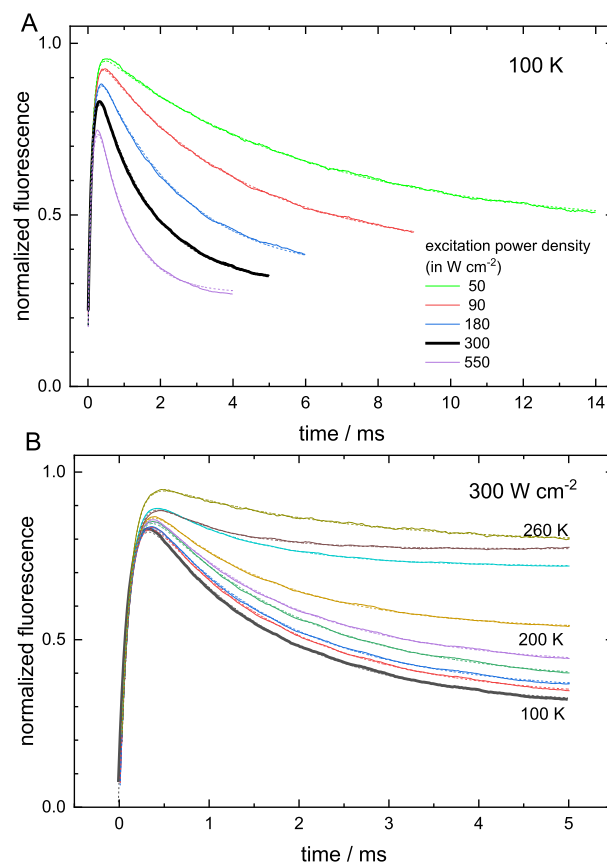 A
100 K
1.0
0.5
0.0
normalized fluorescence
excitation power density
(in W cm-2)
50
90
180
300
550
0 2 4 6 8 10 12 14
time / ms
B
300 W cm-2
1.0
0.5
0.0
normalized fluorescence
260 K
200 K
100 K
0 1 2 3 4 5
time / ms